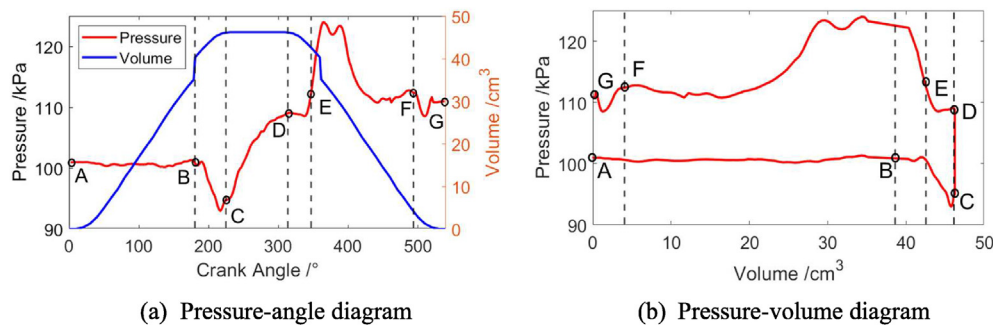 Pressure
Volume
120
110
100
90
Pressure /kPa
0
100
200
300
400
500
Crank Angle /°
50
40
30
20
10
0
Volume /cm³
A
B
C
D
E
F
G
(a) Pressure-angle diagram
120
110
100
90
Pressure /kPa
0
10
20
30
40
50
Volume /cm³
G
F
E
D
A
B
C
(b) Pressure-volume diagram